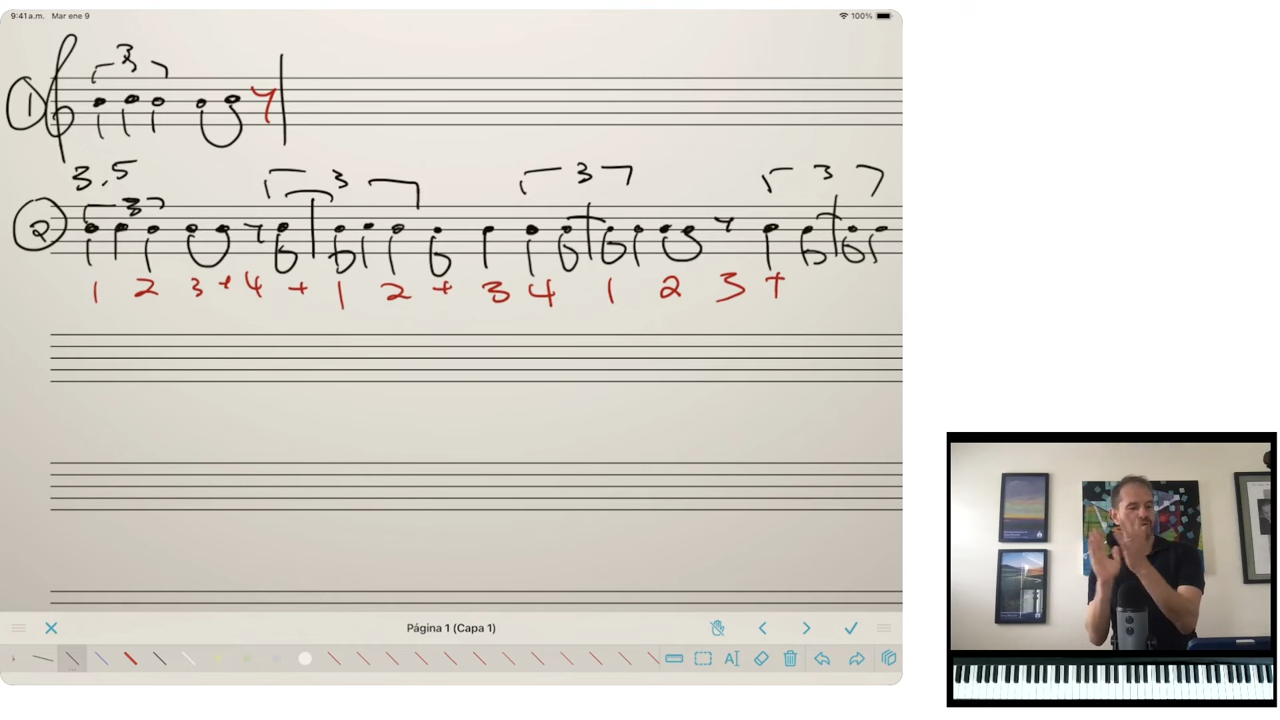 9:41 a.m. Mar ene 9 100%
3
1
3.5 3 3 3
3
2
1 2 3 + 4 + 1 2 + 3 4 1 2 3 +
Página 1 (Capa 1)
AI